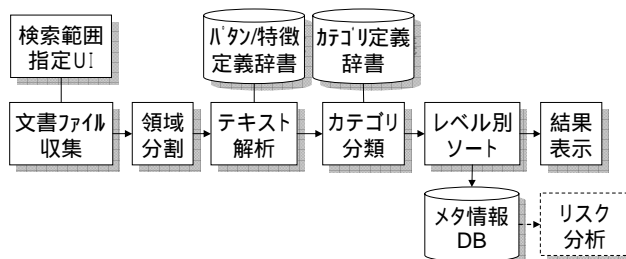 検索範囲
指定UI
ﾊﾟﾀﾝ/特徴
定義辞書
ｶﾃｺﾞﾘ定義
辞書
文書ﾌｧｲﾙ
収集
領域
分割
テキスト
解析
カテゴリ
分類
レベル別
ソート
結果
表示
メタ情報
DB
リスク
分析